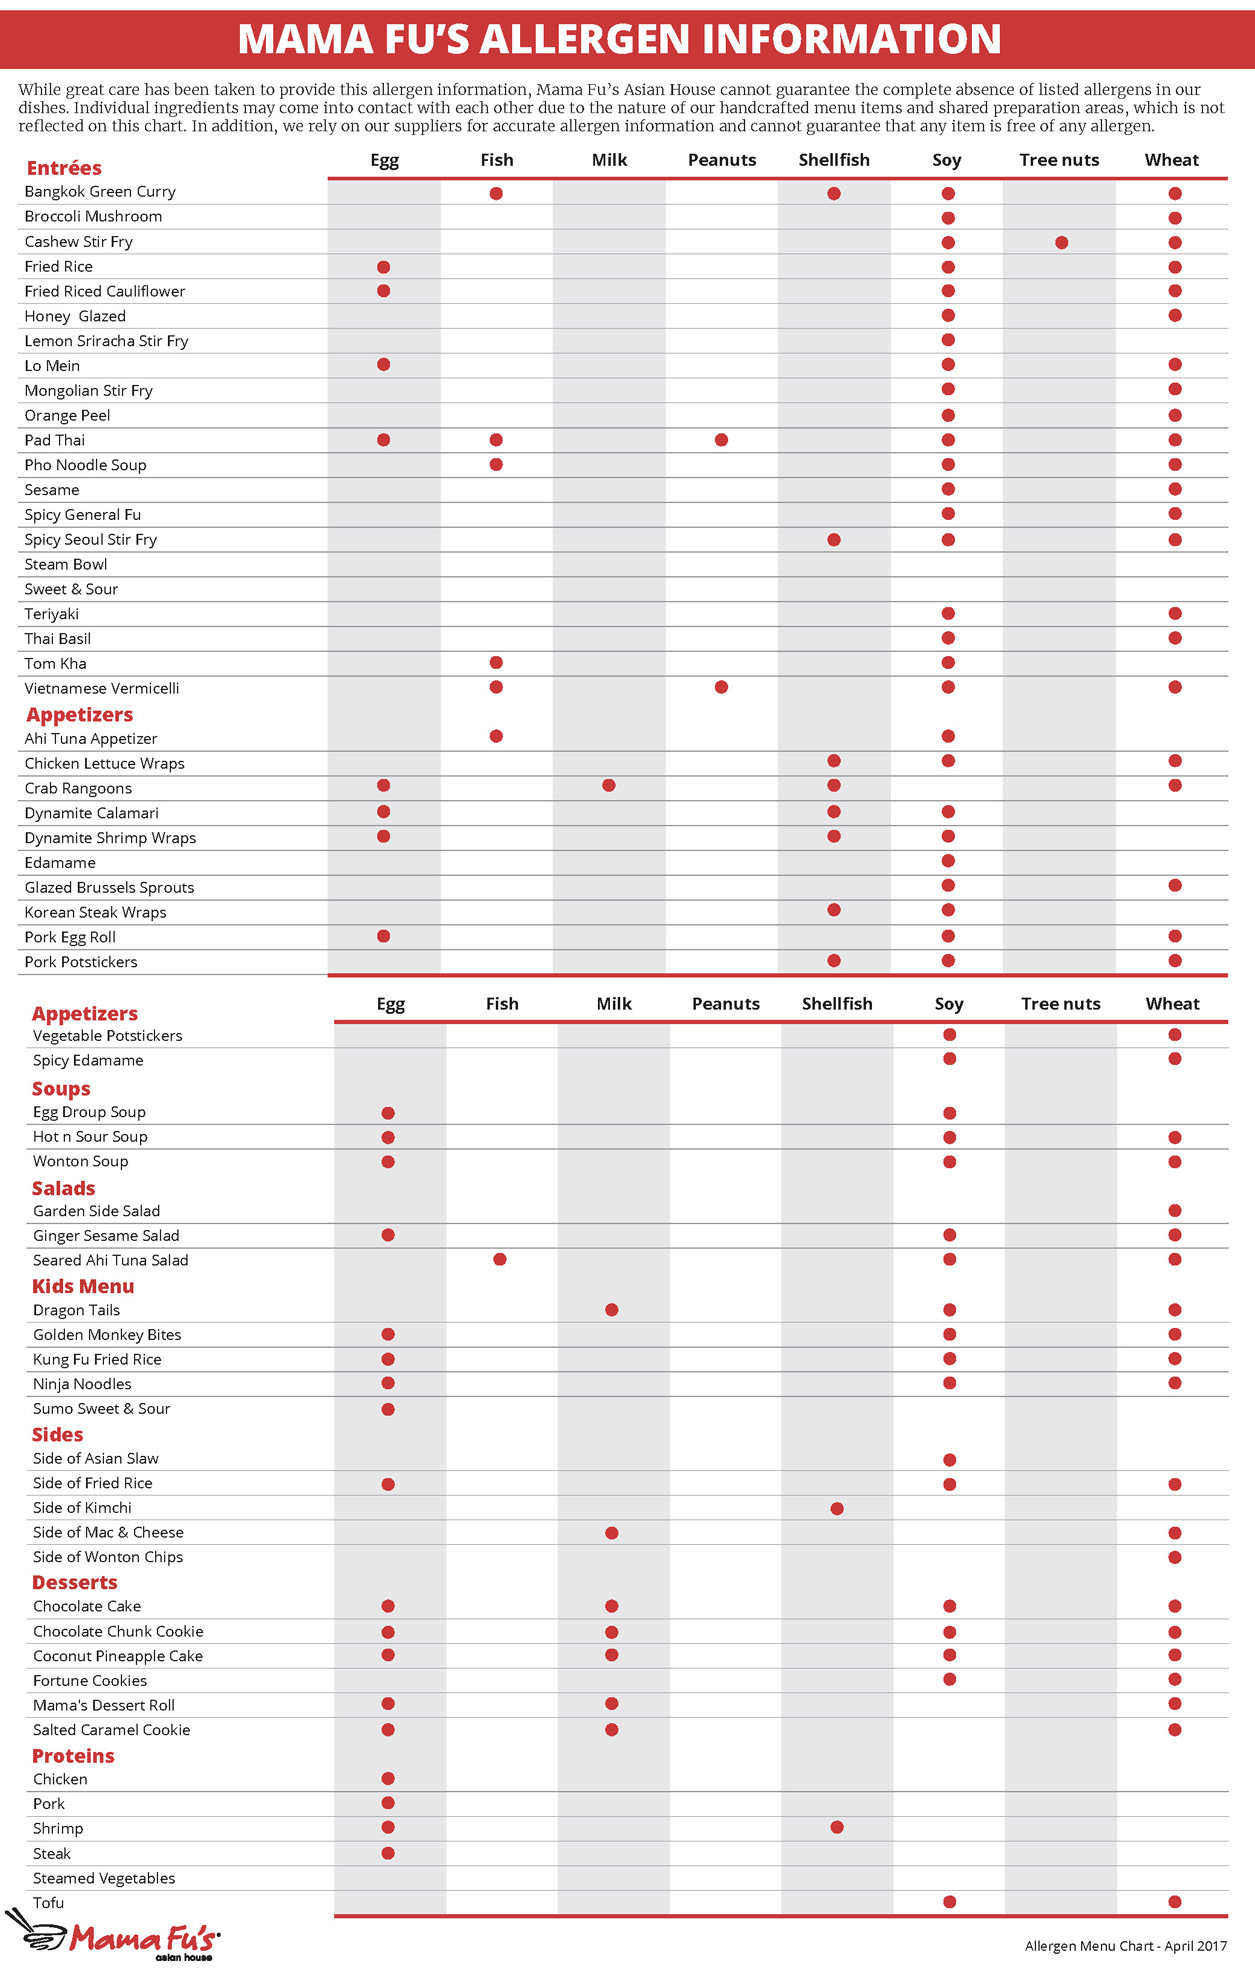 MAMA FU'S ALLERGEN INFORMATION
While great care has been taken to provide this allergen information, Mama Fu's Asian House cannot guarantee the complete absence of listed allergens in our
dishes. Individual ingredients may come into contact with each other due to the nature of our handcrafted menu items and shared preparation areas, which is not
reflected on this chart. In addition, we rely on our suppliers for accurate allergen information and cannot guarantee that any item is free of any allergen.
Entrées Egg Fish Milk Peanuts Shellfish Soy Tree nuts Wheat
Bangkok Green Curry
Broccoli Mushroom
Cashew Stir Fry
Fried Rice
Fried Riced Cauliflower
Honey Glazed
Lemon Sriracha Stir Fry
Lo Mein
Mongolian Stir Fry
Orange Peel
Pad Thai
Pho Noodle Soup
Sesame
Spicy General Fu
Spicy Seoul Stir Fry
Steam Bowl
Sweet & Sour
Teriyaki
Thai Basil
Tom Kha
Vietnamese Vermicelli
Appetizers
Ahi Tuna Appetizer
Chicken Lettuce Wraps
Crab Rangoons
Dynamite Calamari
Dynamite Shrimp Wraps
Edamame
Glazed Brussels Sprouts
Korean Steak Wraps
Pork Egg Roll
Pork Potstickers
Appetizers Egg Fish Milk Peanuts Shellfish Soy Tree nuts Wheat
Vegetable Potstickers
Spicy Edamame
Soups
Egg Droup Soup
Hot n Sour Soup
Wonton Soup
Salads
Garden Side Salad
Ginger Sesame Salad
Seared Ahi Tuna Salad
Kids Menu
Dragon Tails
Golden Monkey Bites
Kung Fu Fried Rice
Ninja Noodles
Sumo Sweet & Sour
Sides
Side of Asian Slaw
Side of Fried Rice
Side of Kimchi
Side of Mac & Cheese
Side of Wonton Chips
Desserts
Chocolate Cake
Chocolate Chunk Cookie
Coconut Pineapple Cake
Fortune Cookies
Mama's Dessert Roll
Salted Caramel Cookie
Proteins
Chicken
Pork
Shrimp
Steak
Steamed Vegetables
Tofu
Mama Fu's
asian house
Allergen Menu Chart - April 2017